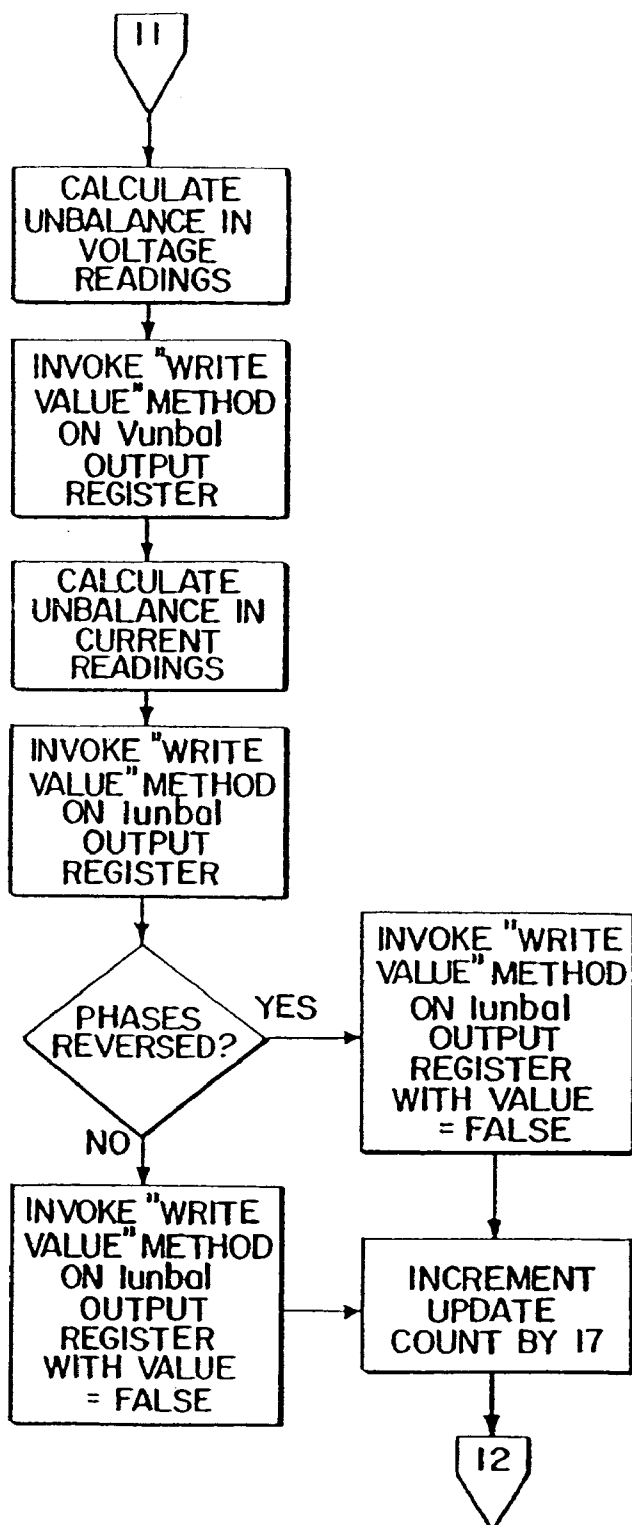 11
CALCULATE
UNBALANCE IN
VOLTAGE
READINGS
INVOKE "WRITE
VALUE" METHOD
ON Vunbal
OUTPUT
REGISTER
CALCULATE
UNBALANCE IN
CURRENT
READINGS
INVOKE "WRITE
VALUE" METHOD
ON Iunbal
OUTPUT
REGISTER
PHASES
REVERSED?
YES
INVOKE "WRITE
VALUE" METHOD
ON Iunbal
OUTPUT
REGISTER
WITH VALUE
= FALSE
NO
INVOKE "WRITE
VALUE" METHOD
ON Iunbal
OUTPUT
REGISTER
WITH VALUE
= FALSE
INCREMENT
UPDATE
COUNT BY 17
12